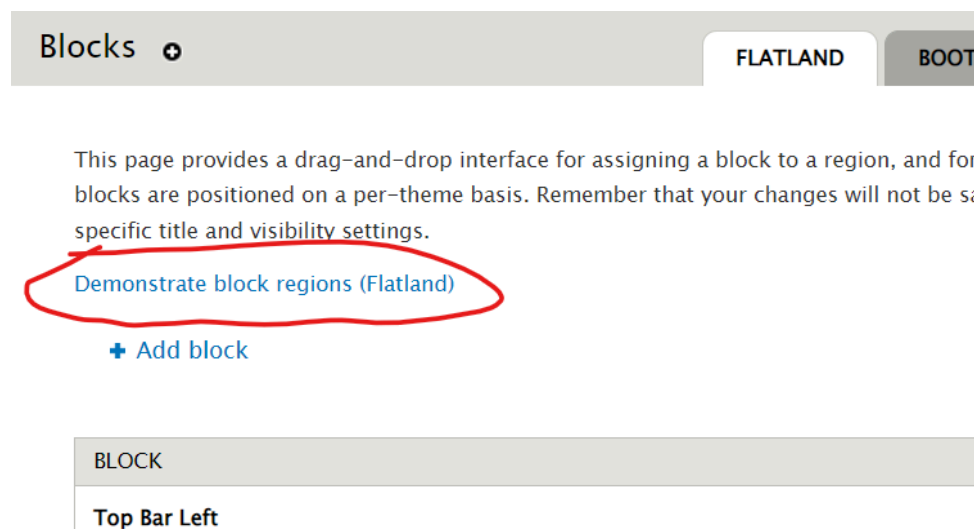 Blocks
FLATLAND
BOOT
This page provides a drag-and-drop interface for assigning a block to a region, and for
blocks are positioned on a per-theme basis. Remember that your changes will not be sa
specific title and visibility settings.
Demonstrate block regions (Flatland)
Add block
BLOCK
Top Bar Left